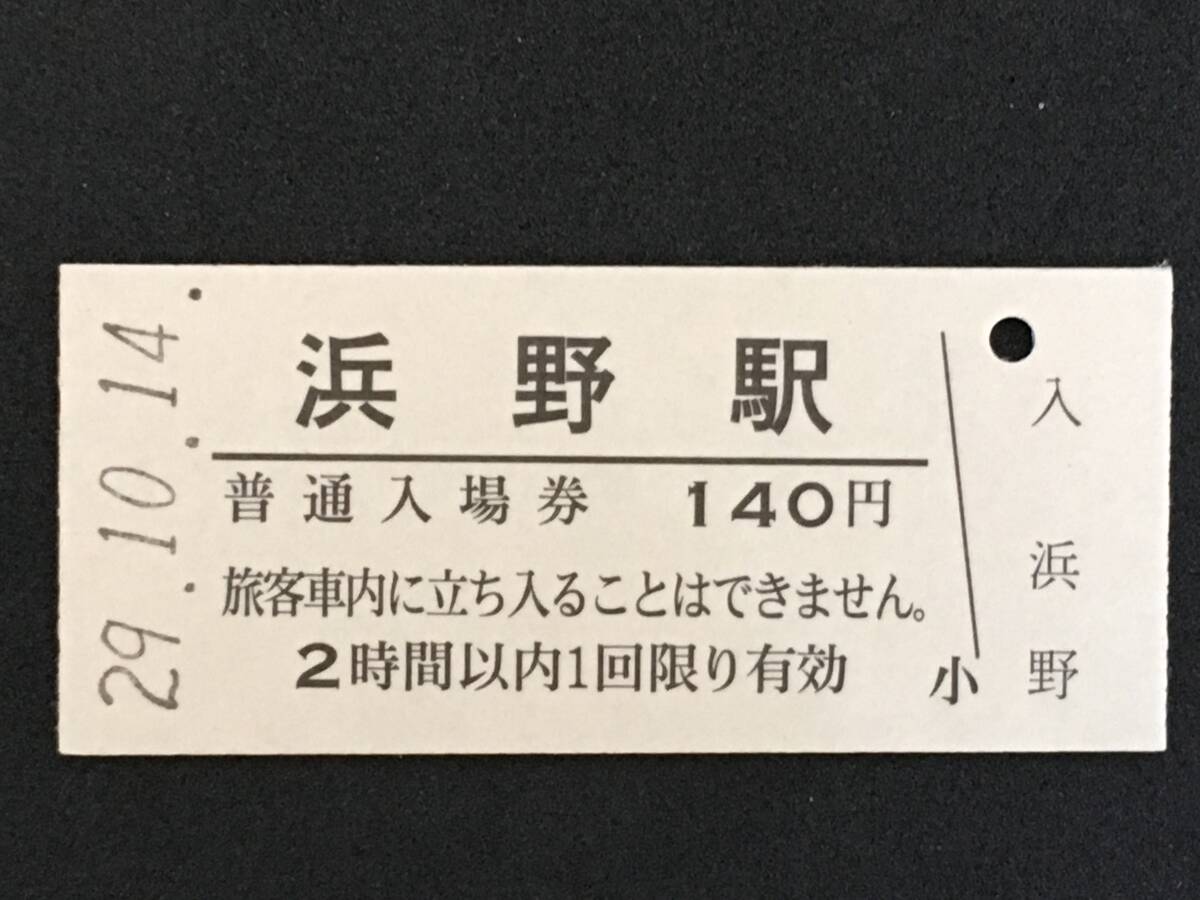 29.10.14.
浜野駅
普通入場券 140円
旅客車内に立ち入ることはできません。
2時間以内1回限り有効
小
入
浜野